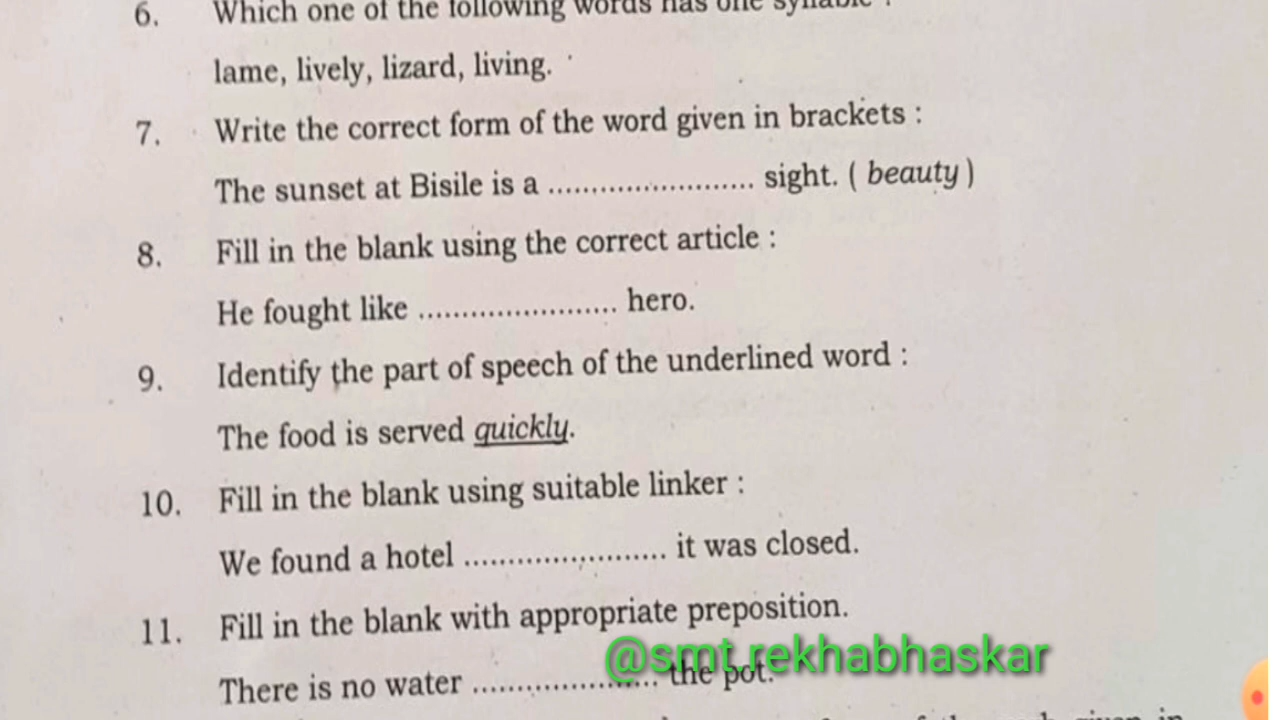 6. Which one of the following words has one syllable ?
lame, lively, lizard, living.
7. Write the correct form of the word given in brackets :
The sunset at Bisile is a ........................ sight. ( beauty )
8. Fill in the blank using the correct article :
He fought like ....................... hero.
9. Identify the part of speech of the underlined word :
The food is served quickly.
10. Fill in the blank using suitable linker :
We found a hotel ........................ it was closed.
11. Fill in the blank with appropriate preposition.
@smt.rekhabhaskar
There is no water ...................... the pot.
given in